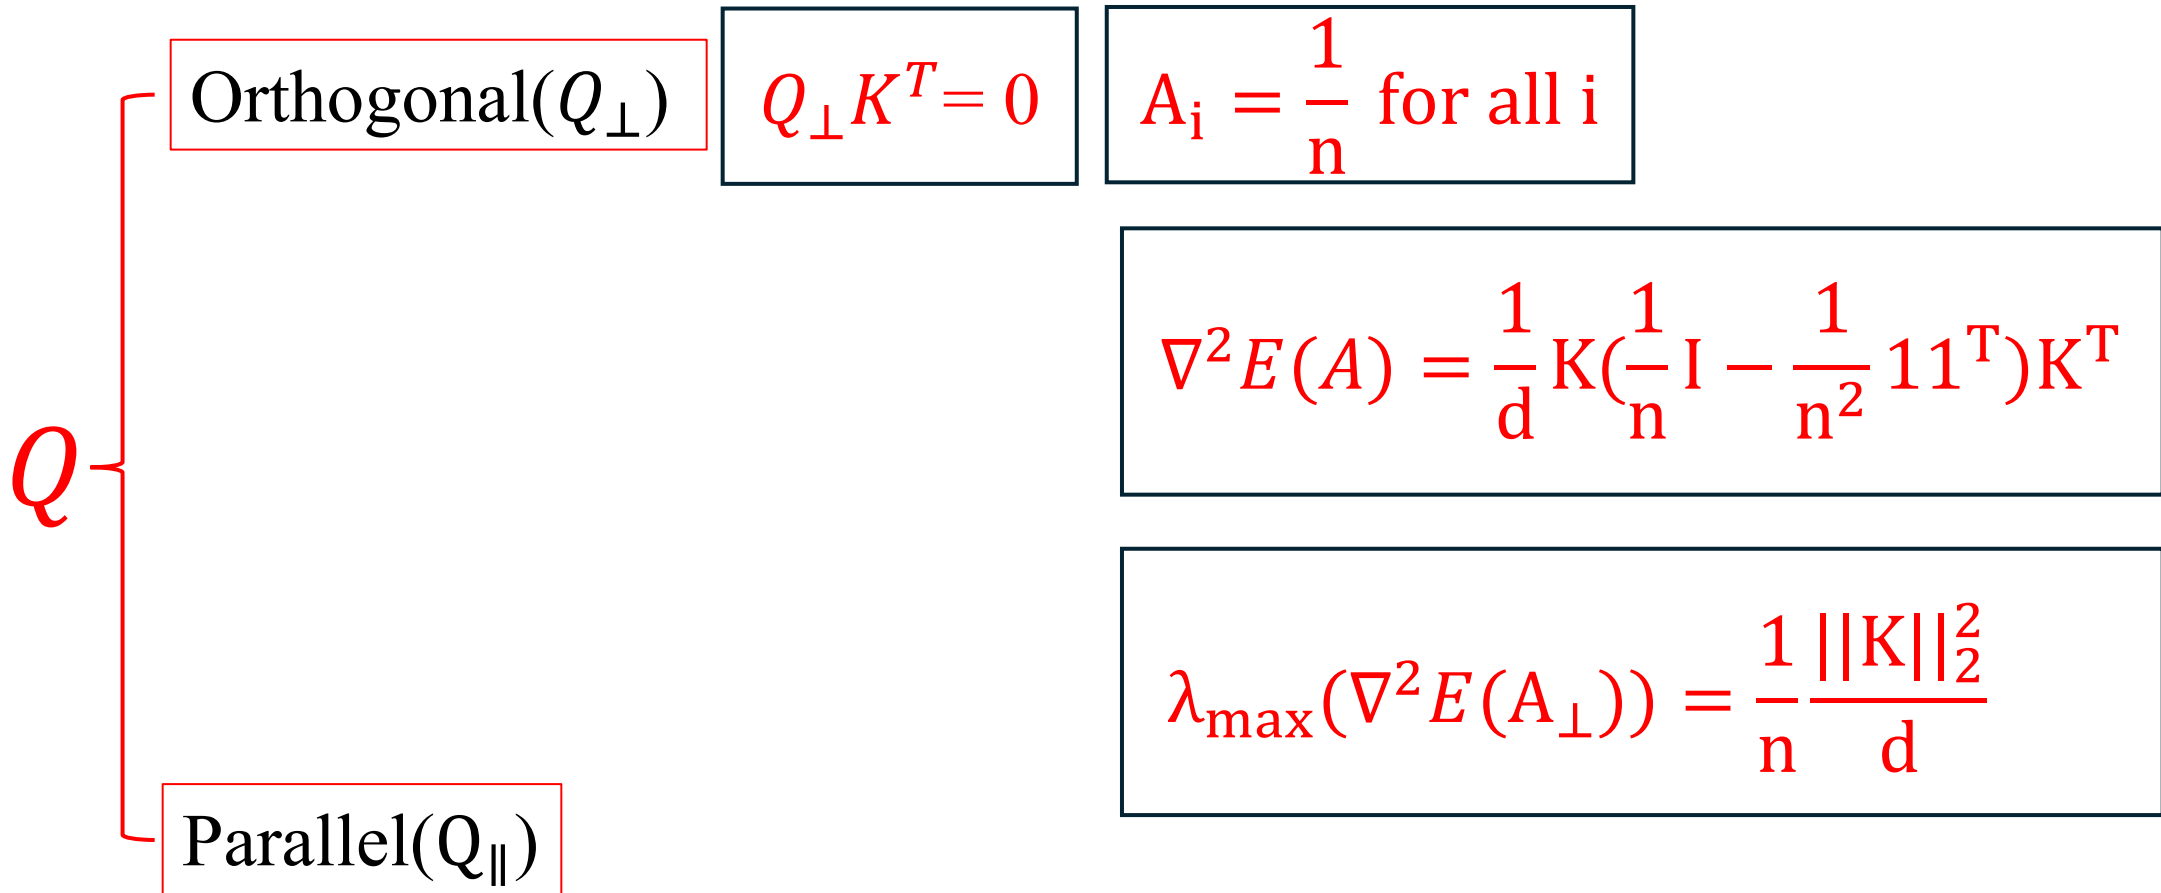 Orthogonal(Q⊥)
Q⊥K^T = 0
A_i = 1/n for all i
∇²E(A) = 1/d K(1/n I − 1/n² 11^T)K^T
Q
λ_max(∇²E(A⊥)) = 1/n ||K||₂²/d
Parallel(Q∥)